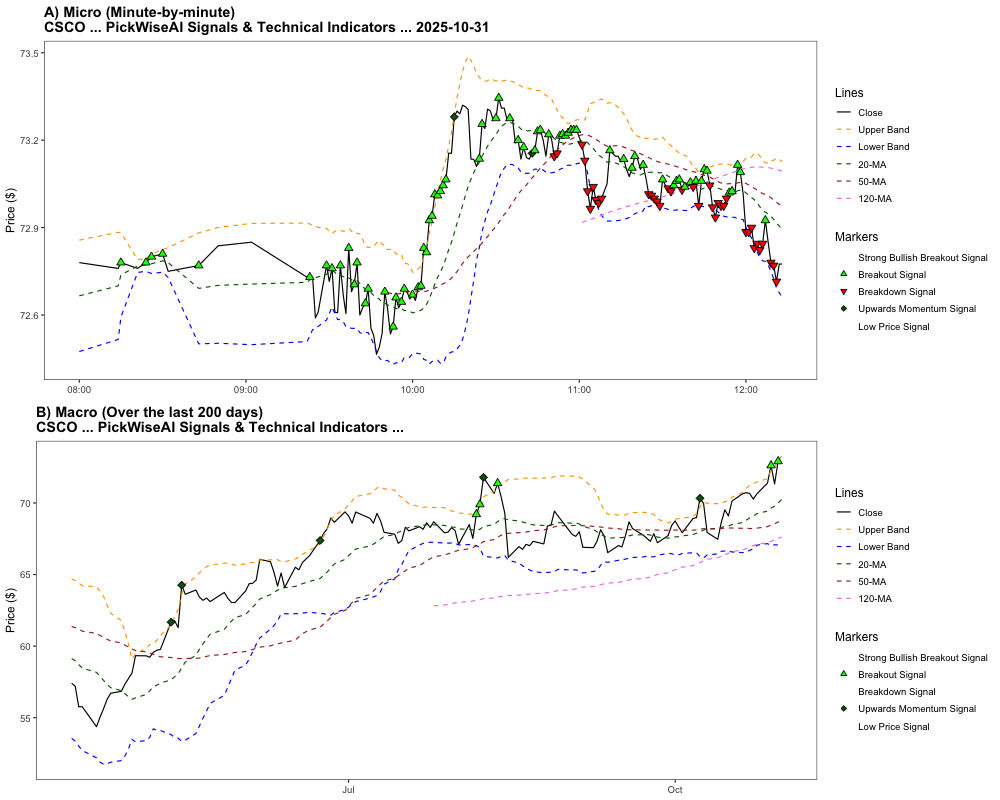 A) Micro (Minute-by-minute)
CSCO ... PickWiseAI Signals & Technical Indicators ... 2025-10-31
Price ($)
73.5
73.2
72.9
72.6
08:00
09:00
10:00
11:00
12:00
Lines
Close
Upper Band
Lower Band
20-MA
50-MA
120-MA
Markers
Strong Bullish Breakout Signal
Breakout Signal
Breakdown Signal
Upwards Momentum Signal
Low Price Signal
B) Macro (Over the last 200 days)
CSCO ... PickWiseAI Signals & Technical Indicators ...
Price ($)
70
65
60
55
Jul
Oct
Lines
Close
Upper Band
Lower Band
20-MA
50-MA
120-MA
Markers
Strong Bullish Breakout Signal
Breakout Signal
Breakdown Signal
Upwards Momentum Signal
Low Price Signal